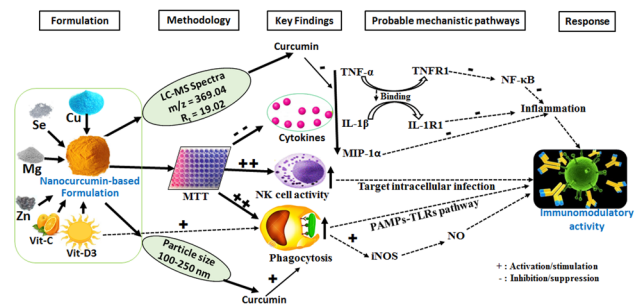 Formulation
Methodology
Key Findings
Probable mechanistic pathways
Response
Se
Cu
Mg
Nanocurcumin-based
Formulation
Zn
Vit-C
Vit-D3
LC-MS Spectra
m/z = 369.04
Rt = 19.02
MTT
Particle size
100-250 nm
Curcumin
-
- -
Cytokines
++
NK cell activity
++
+
Phagocytosis
+
Curcumin
TNF-α
TNFR1
Binding
IL-1β
IL-1R1
MIP-1α
-
-
-
-
NF-κB
-
Inflammation
Target intracellular infection
PAMPs-TLRs pathway
+
iNOS
NO
Immunomodulatory
activity
+ : Activation/stimulation
- : Inhibition/suppression